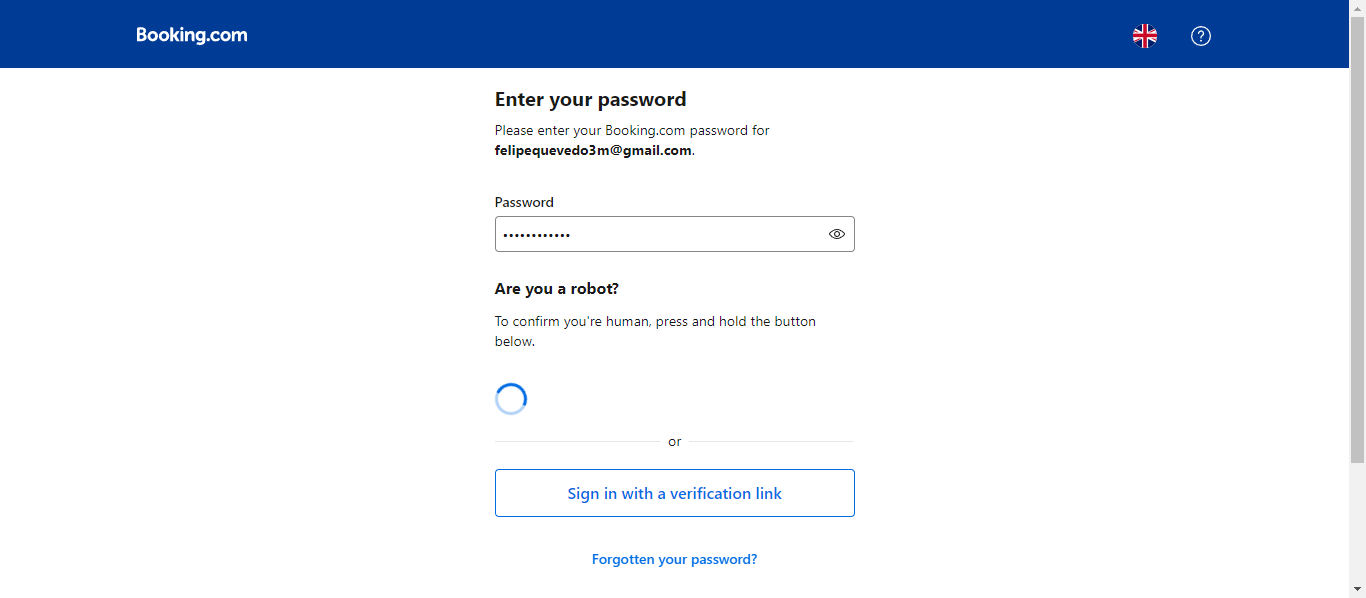 Booking.com
Enter your password
Please enter your Booking.com password for
felipequevedo3m@gmail.com.
Password
••••••••••••
Are you a robot?
To confirm you're human, press and hold the button
below.
or
Sign in with a verification link
Forgotten your password?